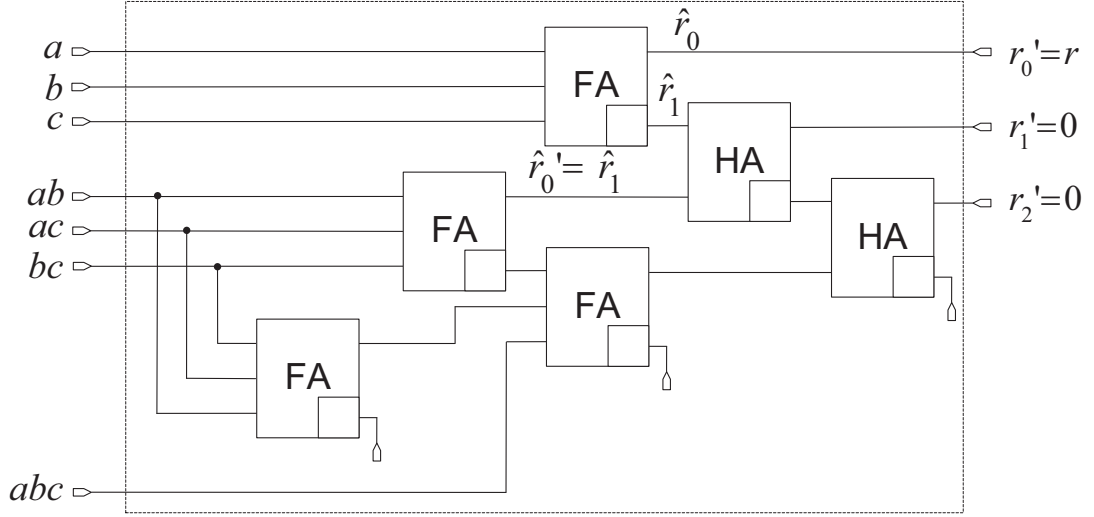 a
r̂₀
r₀'=r
b
FA
c
r̂₁
r₁'=0
HA
r̂₀'= r̂₁
ab
r₂'=0
ac
FA
HA
bc
FA
FA
abc